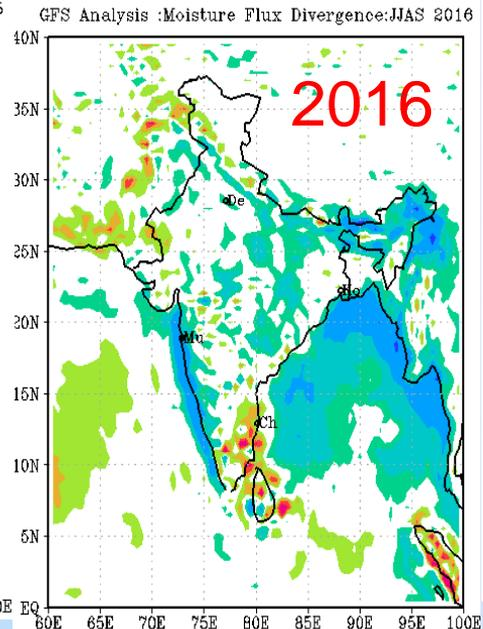 GFS Analysis :Moisture Flux Divergence:JJAS 2016
40N
2016
35N
30N
De
25N
Ko
20N
Mu
15N
Ch
10N
5N
EQ
60E 65E 70E 75E 80E 85E 90E 95E 100E